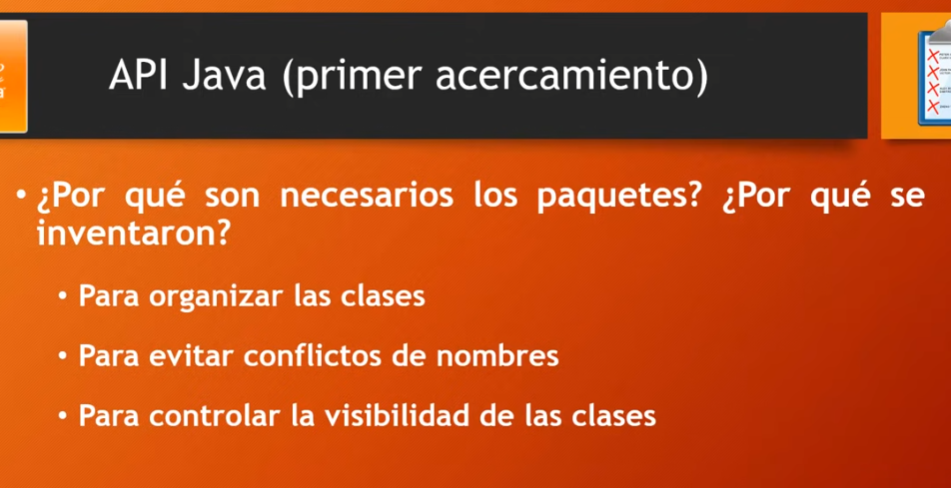 API Java (primer acercamiento)
• ¿Por qué son necesarios los paquetes? ¿Por qué se
inventaron?
• Para organizar las clases
• Para evitar conflictos de nombres
• Para controlar la visibilidad de las clases